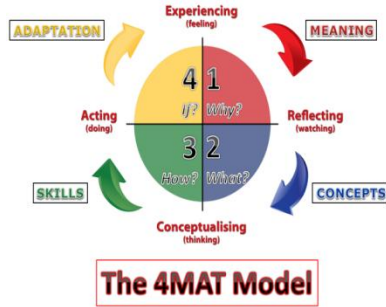 Experiencing
(feeling)
ADAPTATION
MEANING
4 1
If? Why?
Acting
(doing)
Reflecting
(watching)
3 2
How? What?
SKILLS
CONCEPTS
Conceptualising
(thinking)
The 4MAT Model